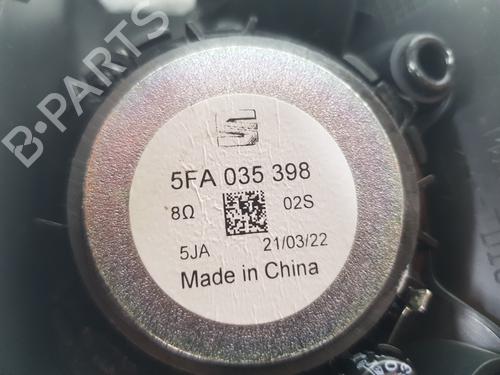 B-PARTS
5FA 035 398
8Ω 02S
5JA 21/03/22
Made in China